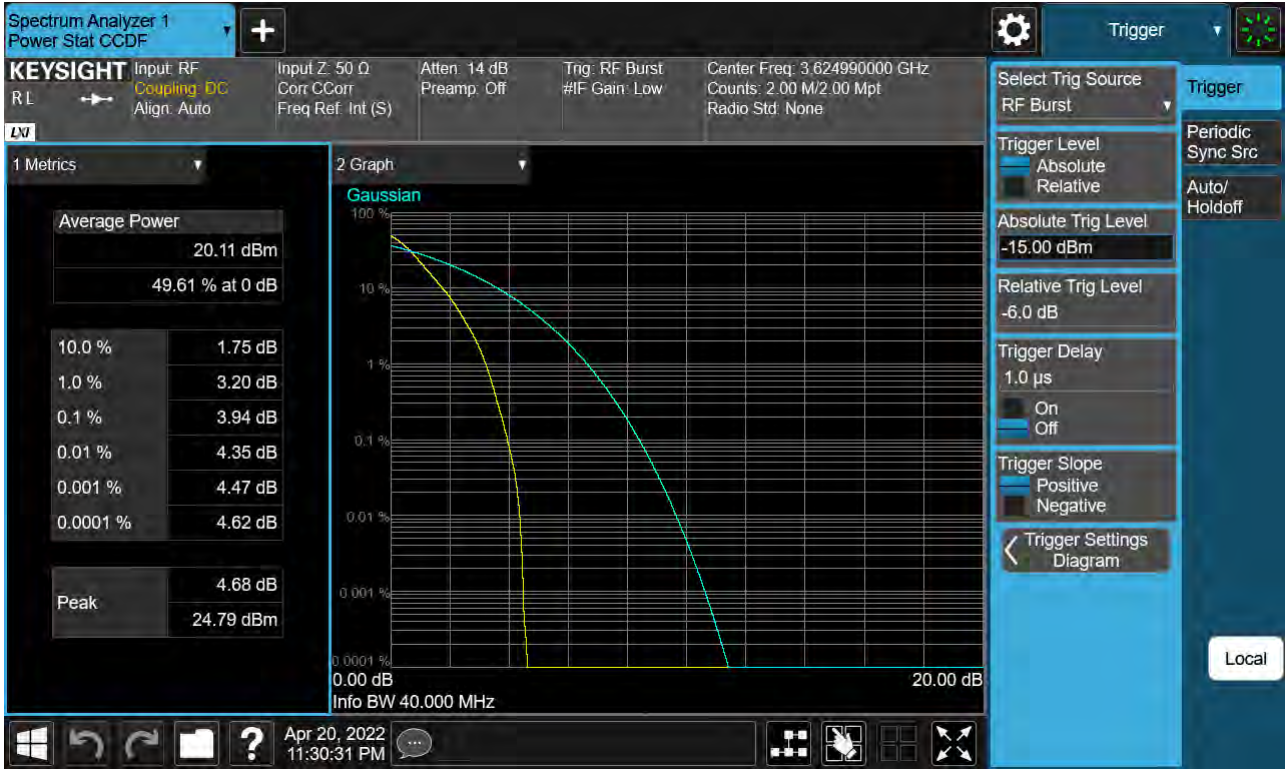 Spectrum Analyzer 1
Power Stat CCDF
+
Trigger
KEYSIGHT
R L
LXI
Input: RF
Coupling: DC
Align: Auto
Input Z: 50 Ω
Corr CCorr
Freq Ref: Int (S)
Atten: 14 dB
Preamp: Off
Trig: RF Burst
#IF Gain: Low
Center Freq: 3.624990000 GHz
Counts: 2.00 M/2.00 Mpt
Radio Std: None
1 Metrics
Average Power
20.11 dBm
49.61 % at 0 dB
10.0 % 1.75 dB
1.0 % 3.20 dB
0.1 % 3.94 dB
0.01 % 4.35 dB
0.001 % 4.47 dB
0.0001 % 4.62 dB
Peak
4.68 dB
24.79 dBm
2 Graph
Gaussian
100 %
10 %
1 %
0.1 %
0.01 %
0.001 %
0.0001 %
0.00 dB 20.00 dB
Info BW 40.000 MHz
Select Trig Source
RF Burst
Trigger Level
Absolute
Relative
Absolute Trig Level
-15.00 dBm
Relative Trig Level
-6.0 dB
Trigger Delay
1.0 µs
On
Off
Trigger Slope
Positive
Negative
Trigger Settings
Diagram
Trigger
Periodic
Sync Src
Auto/
Holdoff
Local
?
Apr 20, 2022
11:30:31 PM